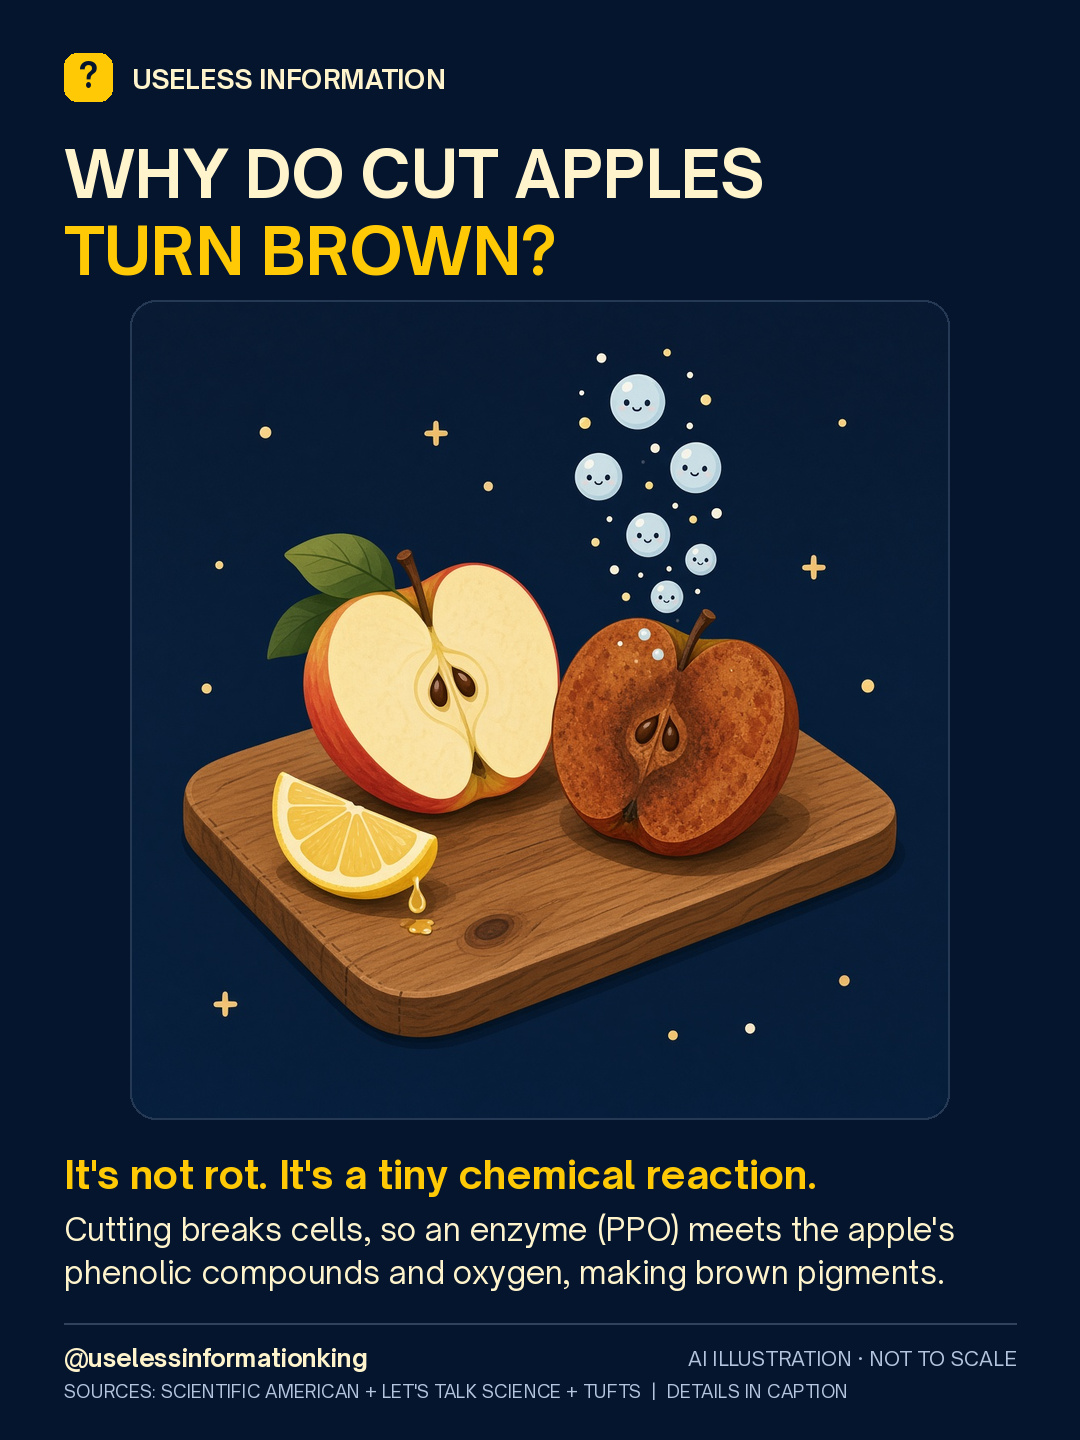 ?
USELESS INFORMATION
WHY DO CUT APPLES
TURN BROWN?
It's not rot. It's a tiny chemical reaction.
Cutting breaks cells, so an enzyme (PPO) meets the apple's
phenolic compounds and oxygen, making brown pigments.
@uselessinformationking
AI ILLUSTRATION · NOT TO SCALE
SOURCES: SCIENTIFIC AMERICAN + LET'S TALK SCIENCE + TUFTS | DETAILS IN CAPTION